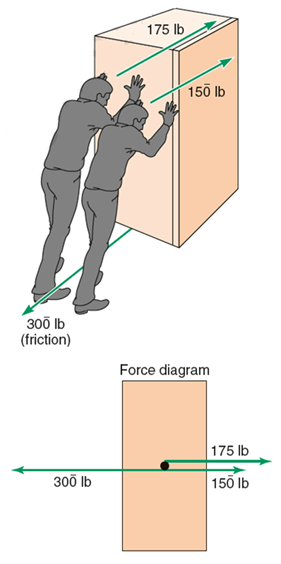 175 lb
150̅ lb
300̅ lb
(friction)
Force diagram
175 lb
300̅ lb
150̅ lb